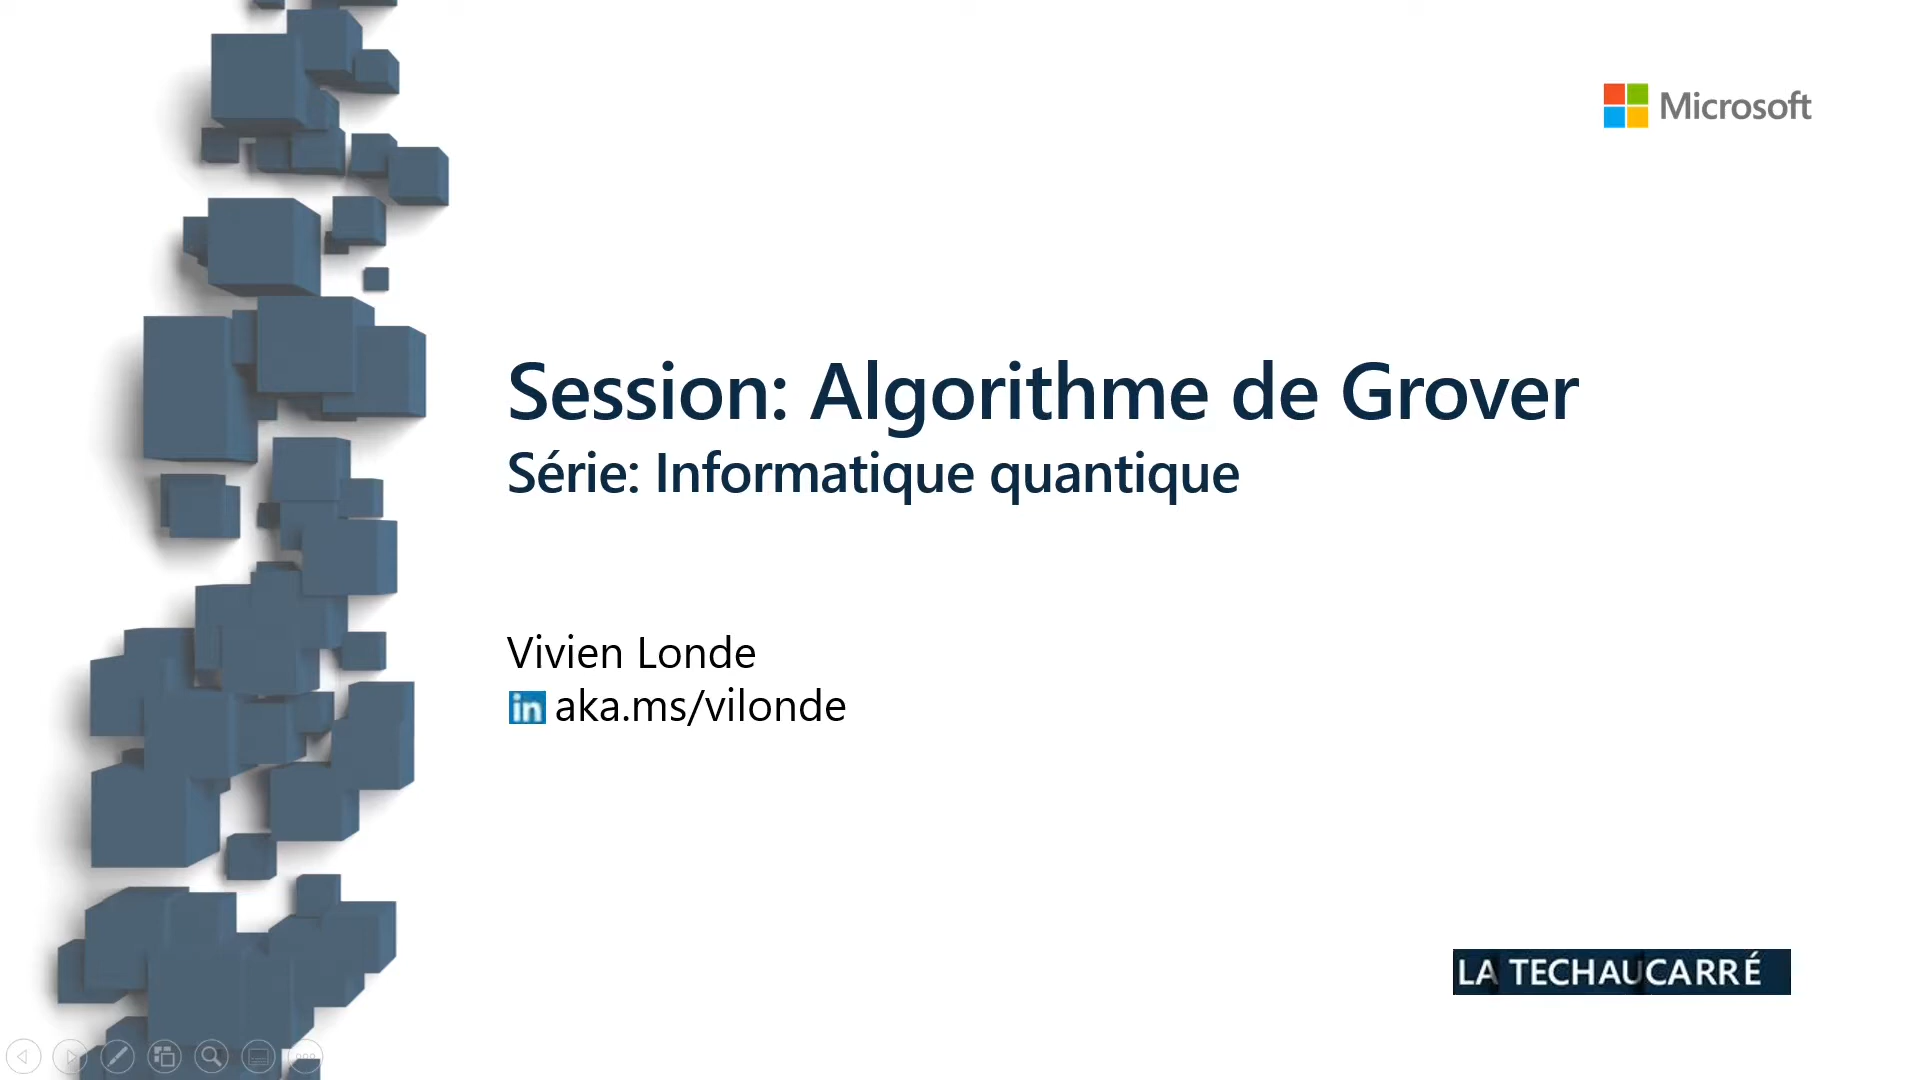 Microsoft
Session: Algorithme de Grover
Série: Informatique quantique
Vivien Londe
in aka.ms/vilonde
LA TECHAUCARRÉ